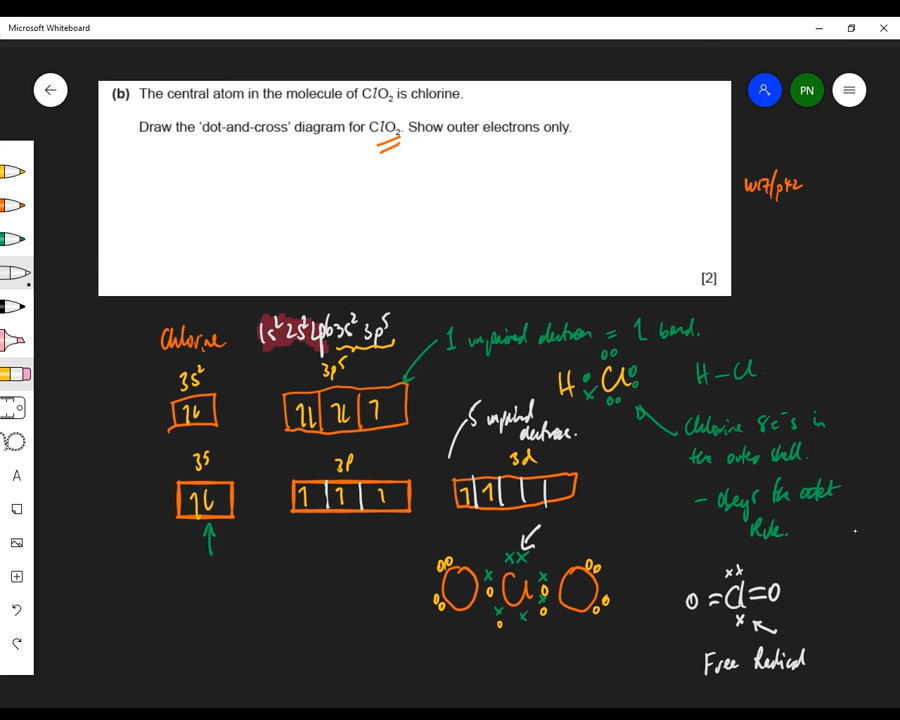 Microsoft Whiteboard
PN
(b) The central atom in the molecule of ClO₂ is chlorine.
Draw the ‘dot-and-cross’ diagram for ClO₂. Show outer electrons only.
[2]
W17/p42
Chlorine
1s² 2s² 2p6 3s² 3p⁵
1 unpaired electron = 1 bond.
3s²
3p⁵
H Cl
H – Cl
Chlorine 8e⁻s in
the outer shell.
– obeys the octet
Rule.
5 unpaired
electrons.
3s
3p
3d
O Cl O
O = Cl = O
Free Radical
A